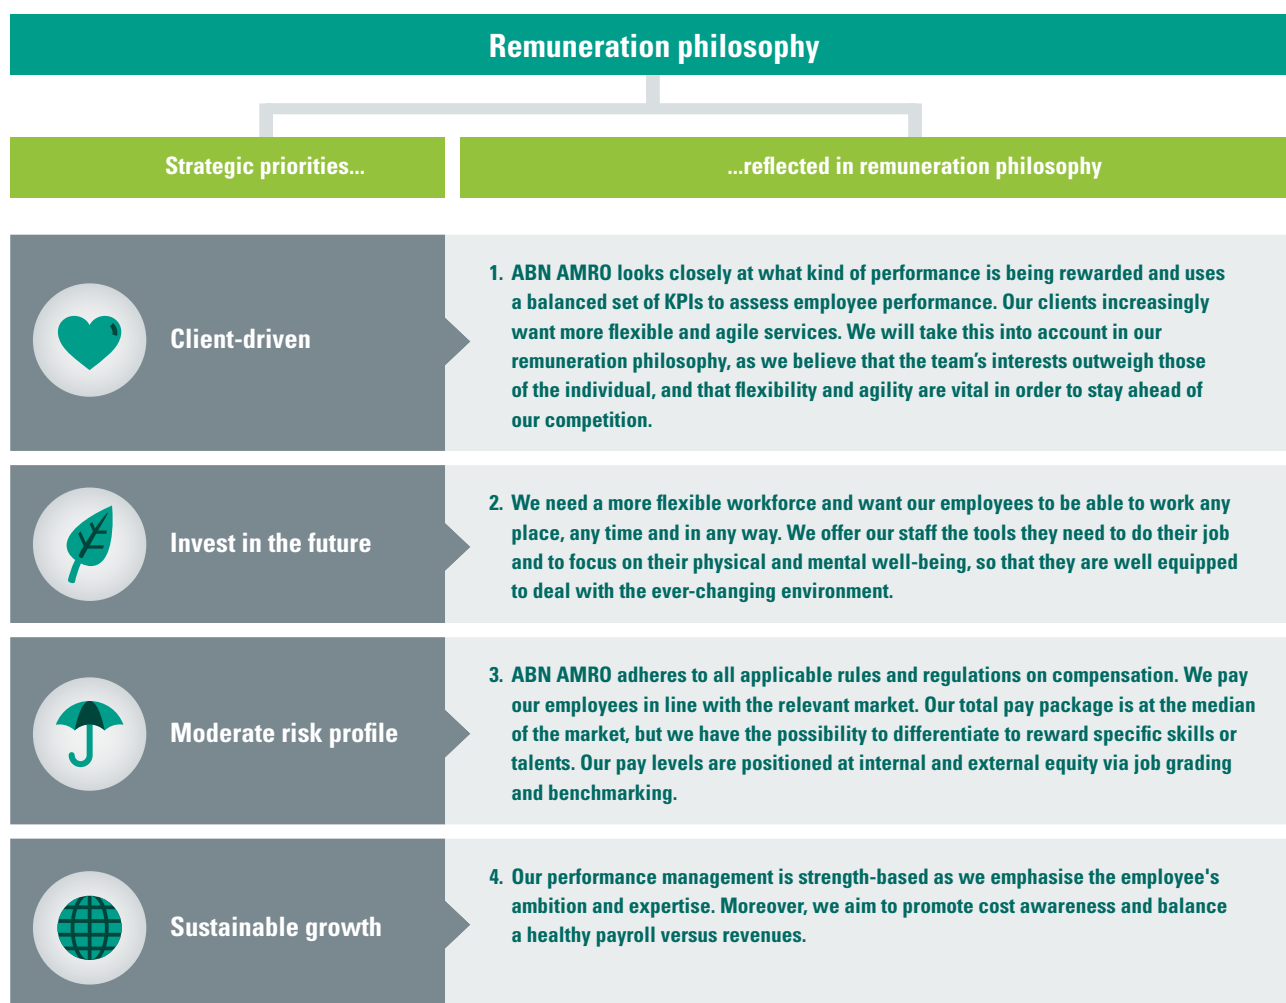 Remuneration philosophy
Strategic priorities...
...reflected in remuneration philosophy
Client-driven
1. ABN AMRO looks closely at what kind of performance is being rewarded and uses
a balanced set of KPIs to assess employee performance. Our clients increasingly
want more flexible and agile services. We will take this into account in our
remuneration philosophy, as we believe that the team’s interests outweigh those
of the individual, and that flexibility and agility are vital in order to stay ahead of
our competition.
Invest in the future
2. We need a more flexible workforce and want our employees to be able to work any
place, any time and in any way. We offer our staff the tools they need to do their job
and to focus on their physical and mental well-being, so that they are well equipped
to deal with the ever-changing environment.
Moderate risk profile
3. ABN AMRO adheres to all applicable rules and regulations on compensation. We pay
our employees in line with the relevant market. Our total pay package is at the median
of the market, but we have the possibility to differentiate to reward specific skills or
talents. Our pay levels are positioned at internal and external equity via job grading
and benchmarking.
Sustainable growth
4. Our performance management is strength-based as we emphasise the employee's
ambition and expertise. Moreover, we aim to promote cost awareness and balance
a healthy payroll versus revenues.